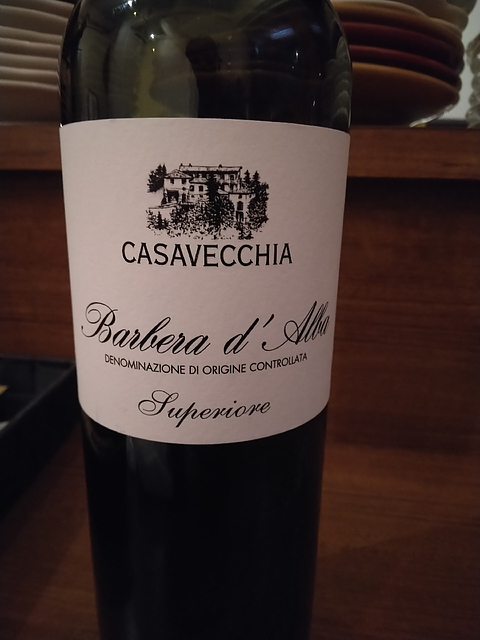 CASAVECCHIA
Barbera d'Alba
DENOMINAZIONE DI ORIGINE CONTROLLATA
Superiore